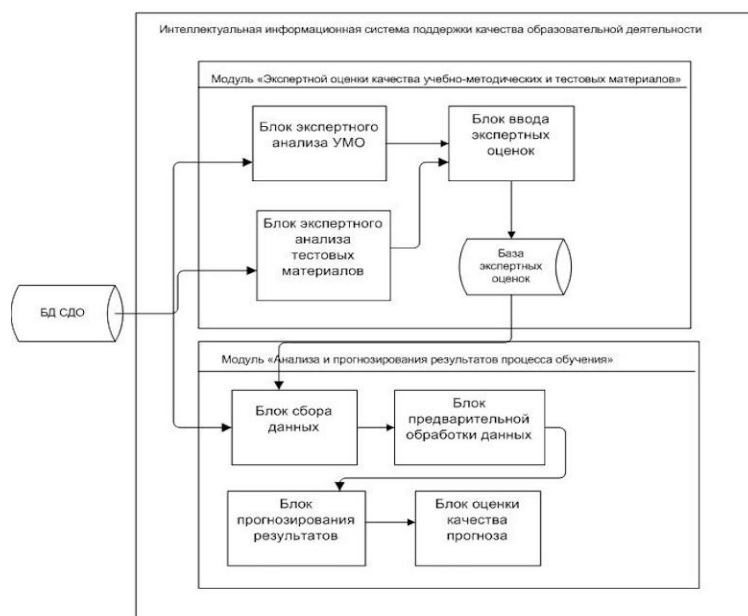 Интеллектуальная информационная система поддержки качества образовательной деятельности
Модуль «Экспертной оценки качества учебно-методических и тестовых материалов»
Блок экспертного
анализа УМО
Блок ввода
экспертных
оценок
Блок экспертного
анализа
тестовых
материалов
База
экспертных
оценок
БД СДО
Модуль «Анализа и прогнозирования результатов процесса обучения»
Блок сбора
данных
Блок
предварительной
обработки данных
Блок
прогнозирования
результатов
Блок оценки
качества
прогноза